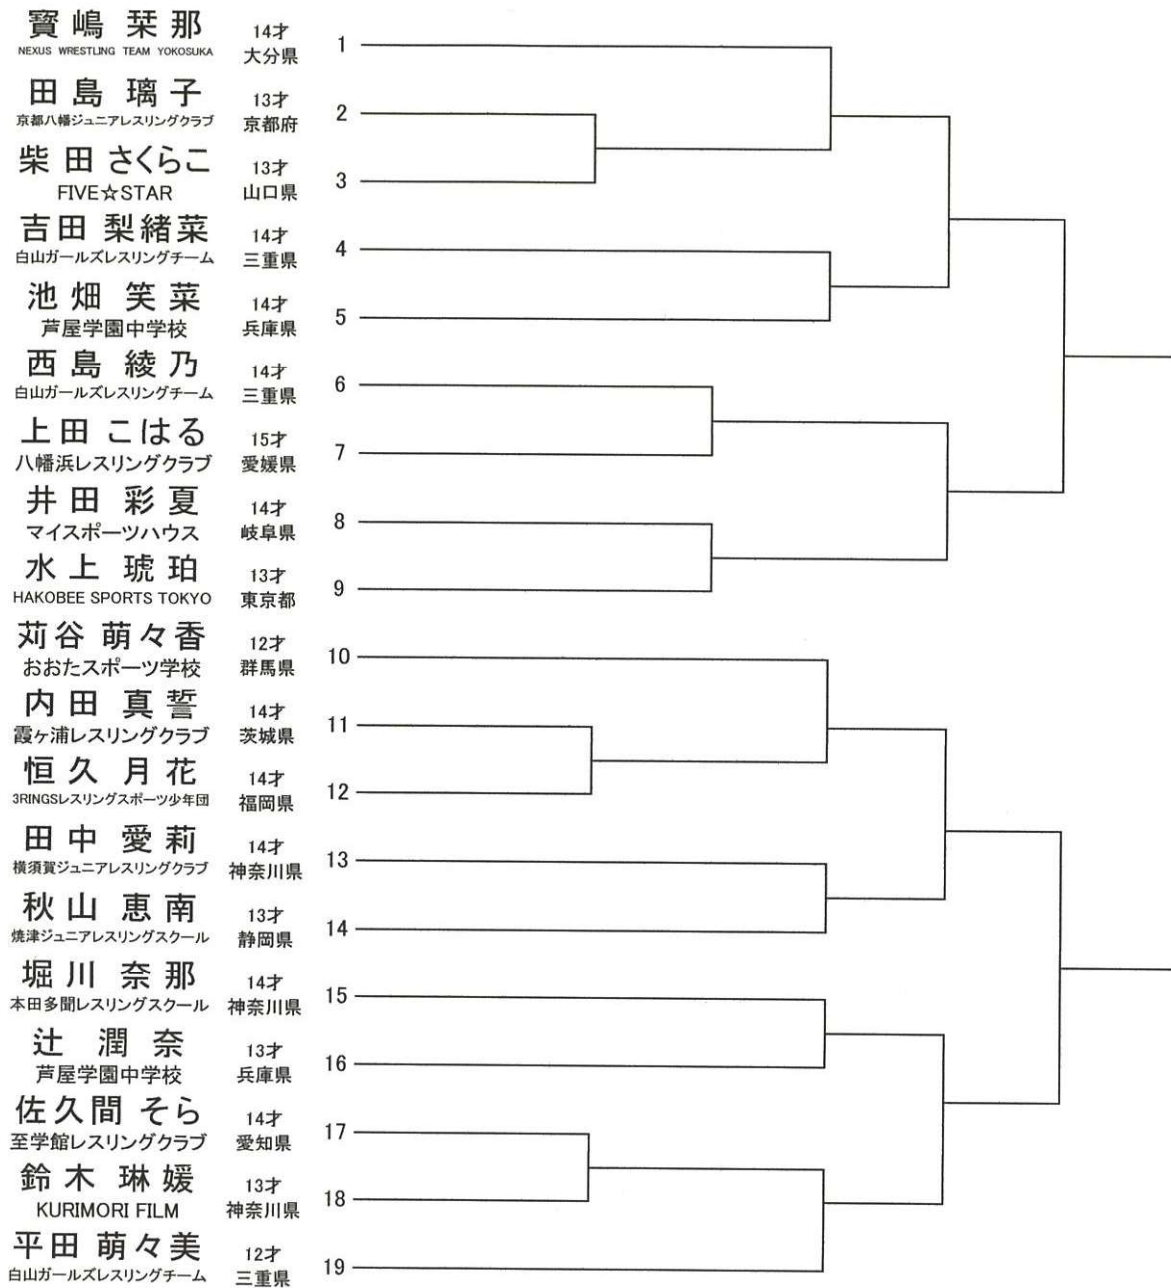 寳嶋 栞那 14才
NEXUS WRESTLING TEAM YOKOSUKA 大分県 1
田島 璃子 13才
京都八幡ジュニアレスリングクラブ 京都府 2
柴田 さくらこ 13才
FIVE☆STAR 山口県 3
吉田 梨緒菜 14才
白山ガールズレスリングチーム 三重県 4
池畑 笑菜 14才
芦屋学園中学校 兵庫県 5
西島 綾乃 14才
白山ガールズレスリングチーム 三重県 6
上田 こはる 15才
八幡浜レスリングクラブ 愛媛県 7
井田 彩夏 14才
マイスポーツハウス 岐阜県 8
水上 琥珀 13才
HAKOBEE SPORTS TOKYO 東京都 9
苅谷 萌々香 12才
おおたスポーツ学校 群馬県 10
内田 真誓 14才
霞ヶ浦レスリングクラブ 茨城県 11
恒久 月花 14才
3RINGSレスリングスポーツ少年団 福岡県 12
田中 愛莉 14才
横須賀ジュニアレスリングクラブ 神奈川県 13
秋山 恵南 13才
焼津ジュニアレスリングスクール 静岡県 14
堀川 奈那 14才
本田多聞レスリングスクール 神奈川県 15
辻 潤奈 13才
芦屋学園中学校 兵庫県 16
佐久間 そら 14才
至学館レスリングクラブ 愛知県 17
鈴木 琳媛 13才
KURIMORI FILM 神奈川県 18
平田 萌々美 12才
白山ガールズレスリングチーム 三重県 19